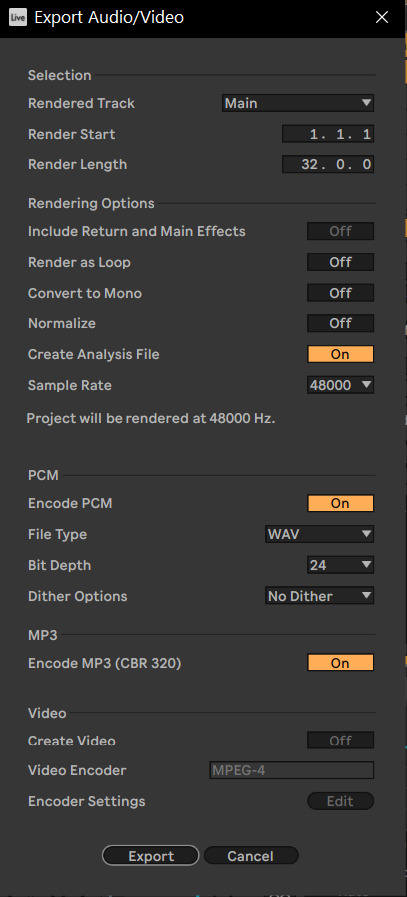 Live Export Audio/Video
Selection
Rendered Track Main
Render Start 1. 1. 1
Render Length 32. 0. 0
Rendering Options
Include Return and Main Effects Off
Render as Loop Off
Convert to Mono Off
Normalize Off
Create Analysis File On
Sample Rate 48000
Project will be rendered at 48000 Hz.
PCM
Encode PCM On
File Type WAV
Bit Depth 24
Dither Options No Dither
MP3
Encode MP3 (CBR 320) On
Video
Create Video Off
Video Encoder MPEG-4
Encoder Settings Edit
Export Cancel